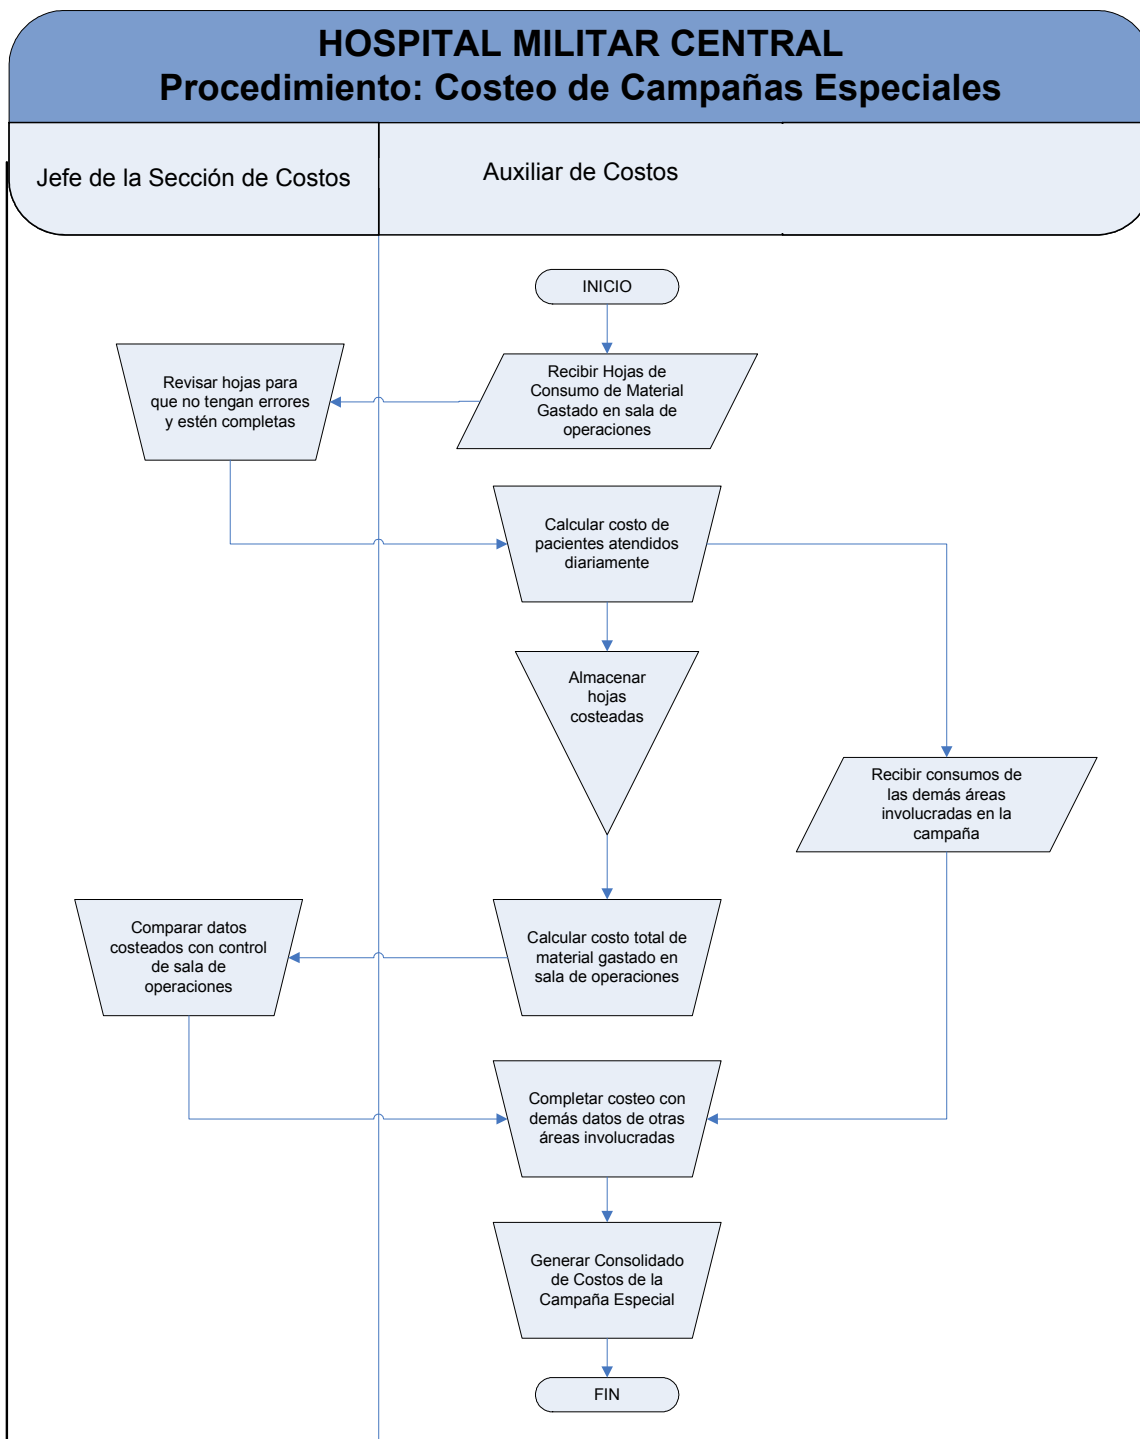 HOSPITAL MILITAR CENTRAL
Procedimiento: Costeo de Campañas Especiales
Jefe de la Sección de Costos
Auxiliar de Costos
INICIO
Recibir Hojas de
Consumo de Material
Gastado en sala de
operaciones
Revisar hojas para
que no tengan errores
y estén completas
Calcular costo de
pacientes atendidos
diariamente
Almacenar
hojas
costeadas
Recibir consumos de
las demás áreas
involucradas en la
campaña
Calcular costo total de
material gastado en
sala de operaciones
Comparar datos
costeados con control
de sala de
operaciones
Completar costeo con
demás datos de otras
áreas involucradas
Generar Consolidado
de Costos de la
Campaña Especial
FIN